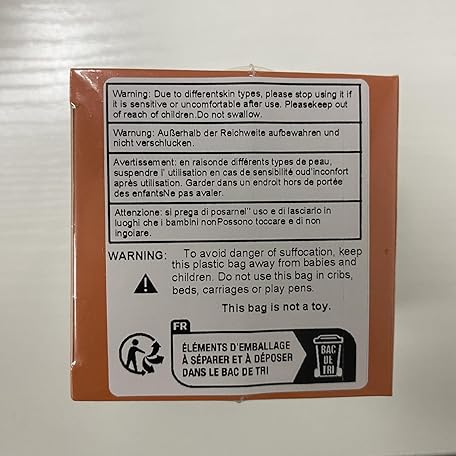 Warning: Due to differentskin types, please stop using it if
it is sensitive or uncomfortable after use. Pleasekeep out
of reach of children.Do not swallow.
Warnung: Außerhalb der Reichweite aufbewahren und
nicht verschlucken.
Avertissement: en raisonde différents types de peau,
suspendre l' utilisation en cas de sensibilité oud'inconfort
après utilisation. Garder dans un endroit hors de portée
des enfantsNe pas avaler.
Attenzione: si prega di posarnei'' uso e di lasciarlo in
luoghi che i bambini nonPossono toccare e di non
ingoiare.
WARNING: To avoid danger of suffocation, keep
this plastic bag away from babies and
children. Do not use this bag in cribs,
beds, carriages or play pens.
This bag is not a toy.
FR
ÉLÉMENTS D'EMBALLAGE
À SÉPARER ET À DÉPOSER
DANS LE BAC DE TRI
BAC
DE
TRI